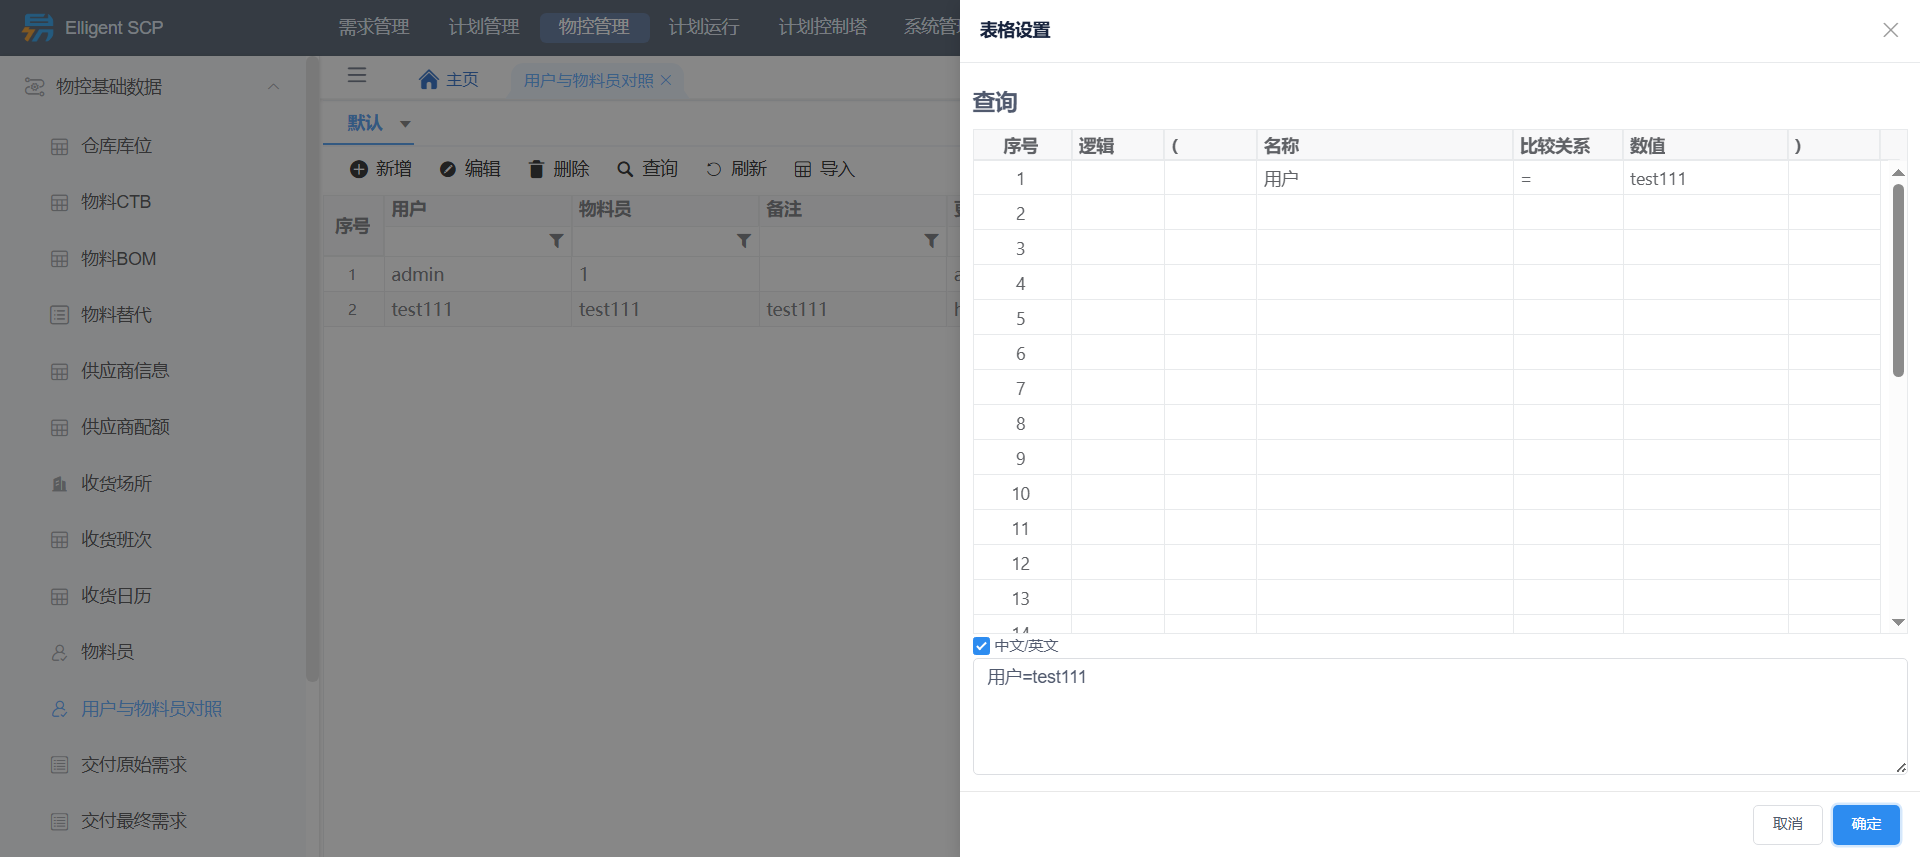 Elligent SCP
需求管理
计划管理
物控管理
计划运行
计划控制塔
系统管
物控基础数据
仓库库位
物料CTB
物料BOM
物料替代
供应商信息
供应商配额
收货场所
收货班次
收货日历
物料员
用户与物料员对照
交付原始需求
交付最终需求
主页
用户与物料员对照
默认
新增 编辑 删除 查询 刷新 导入
序号 用户 物料员 备注
1 admin 1
2 test111 test111 test111
表格设置
查询
序号 逻辑 ( 名称 比较关系 数值 )
1 用户 = test111
2
3
4
5
6
7
8
9
10
11
12
13
14
中文/英文
用户=test111
取消 确定